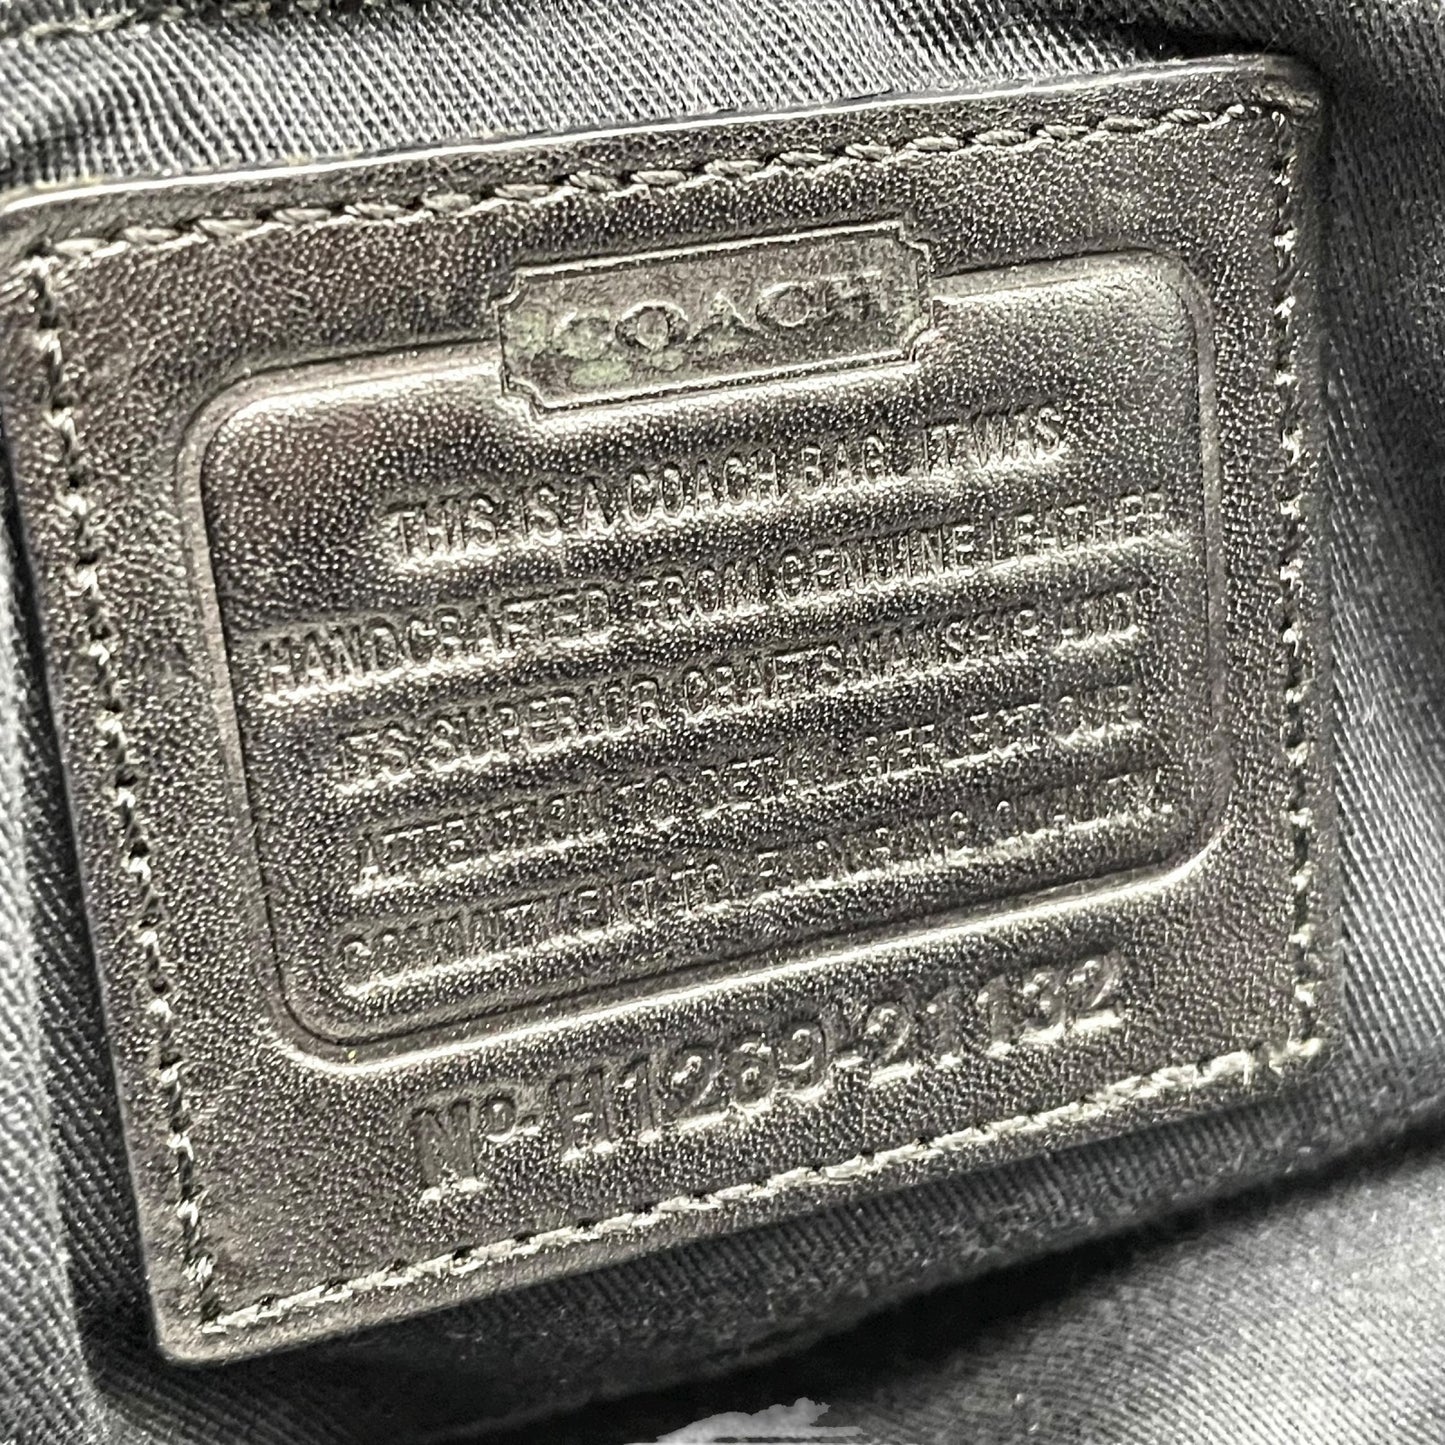 COACH
THIS IS A COACH BAG. IT WAS
HANDCRAFTED FROM GENUINE LEATHER
SUPERIOR CRAFTSMANSHIP AND
ATTENTION TO DETAIL REFLECT OUR
COMMITMENT TO ENDURING QUALITY.
Nº H1269-21132